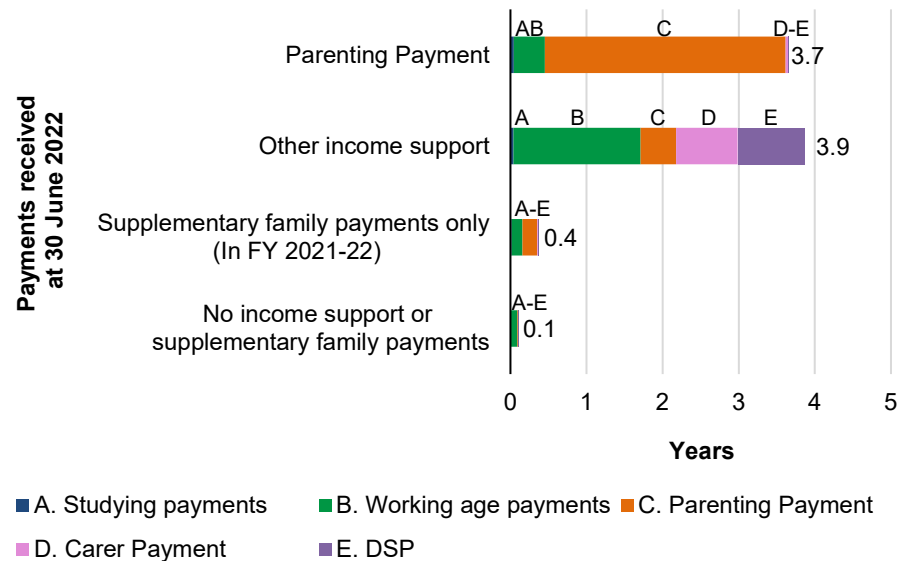 Payments received
at 30 June 2022
AB C D-E
Parenting Payment 3.7
A B C D E
Other income support 3.9
A-E
Supplementary family payments only
(In FY 2021-22)
0.4
A-E
No income support or
supplementary family payments
0.1
0 1 2 3 4 5
Years
A. Studying payments B. Working age payments C. Parenting Payment
D. Carer Payment E. DSP